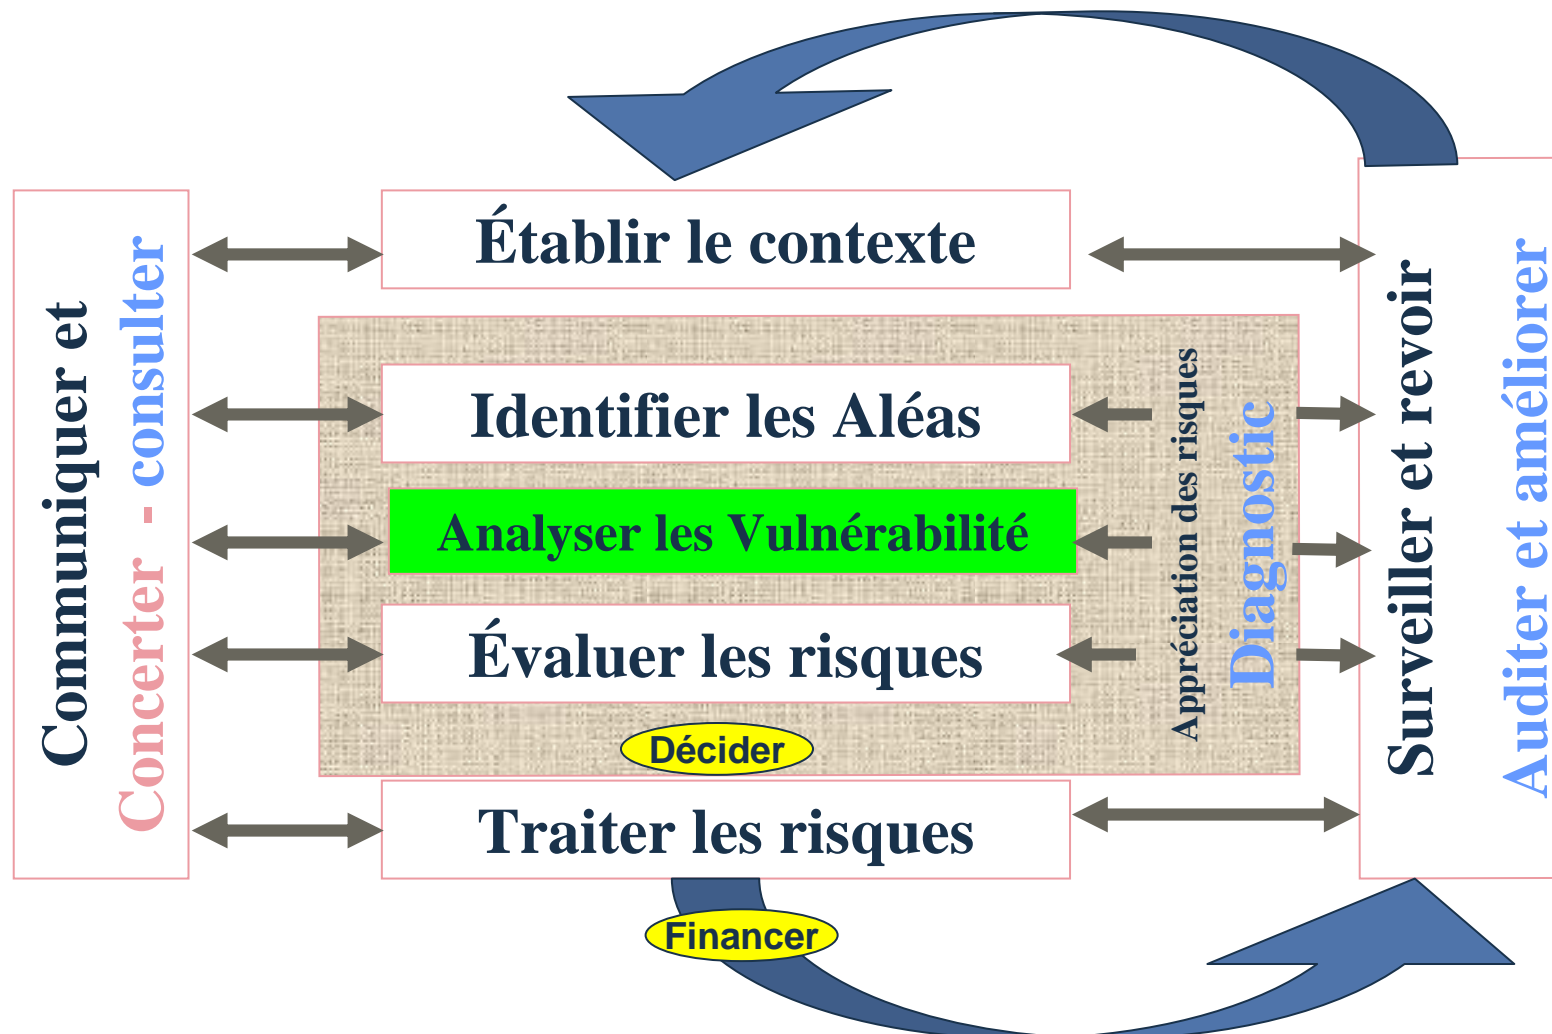 Communiquer et
Concerter - consulter
Établir le contexte
Identifier les Aléas
Analyser les Vulnérabilité
Évaluer les risques
Décider
Traiter les risques
Financer
Appréciation des risques
Diagnostic
Surveiller et revoir
Auditer et améliorer